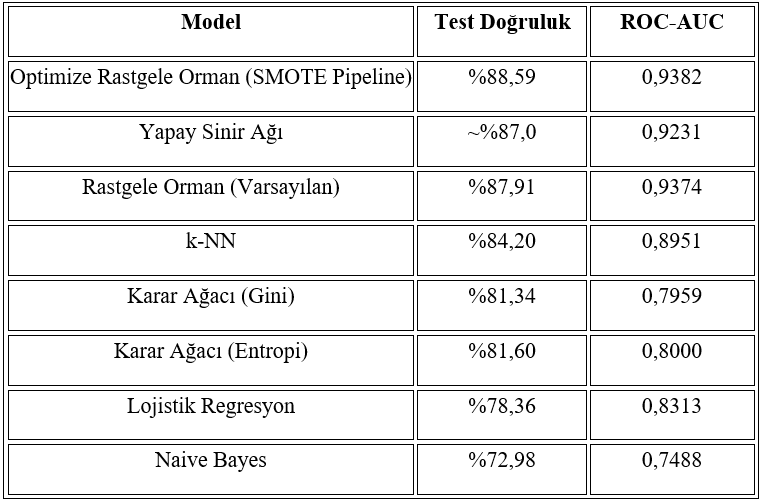 Model Test Doğruluk ROC-AUC
Optimize Rastgele Orman (SMOTE Pipeline) %88,59 0,9382
Yapay Sinir Ağı ~%87,0 0,9231
Rastgele Orman (Varsayılan) %87,91 0,9374
k-NN %84,20 0,8951
Karar Ağacı (Gini) %81,34 0,7959
Karar Ağacı (Entropi) %81,60 0,8000
Lojistik Regresyon %78,36 0,8313
Naive Bayes %72,98 0,7488